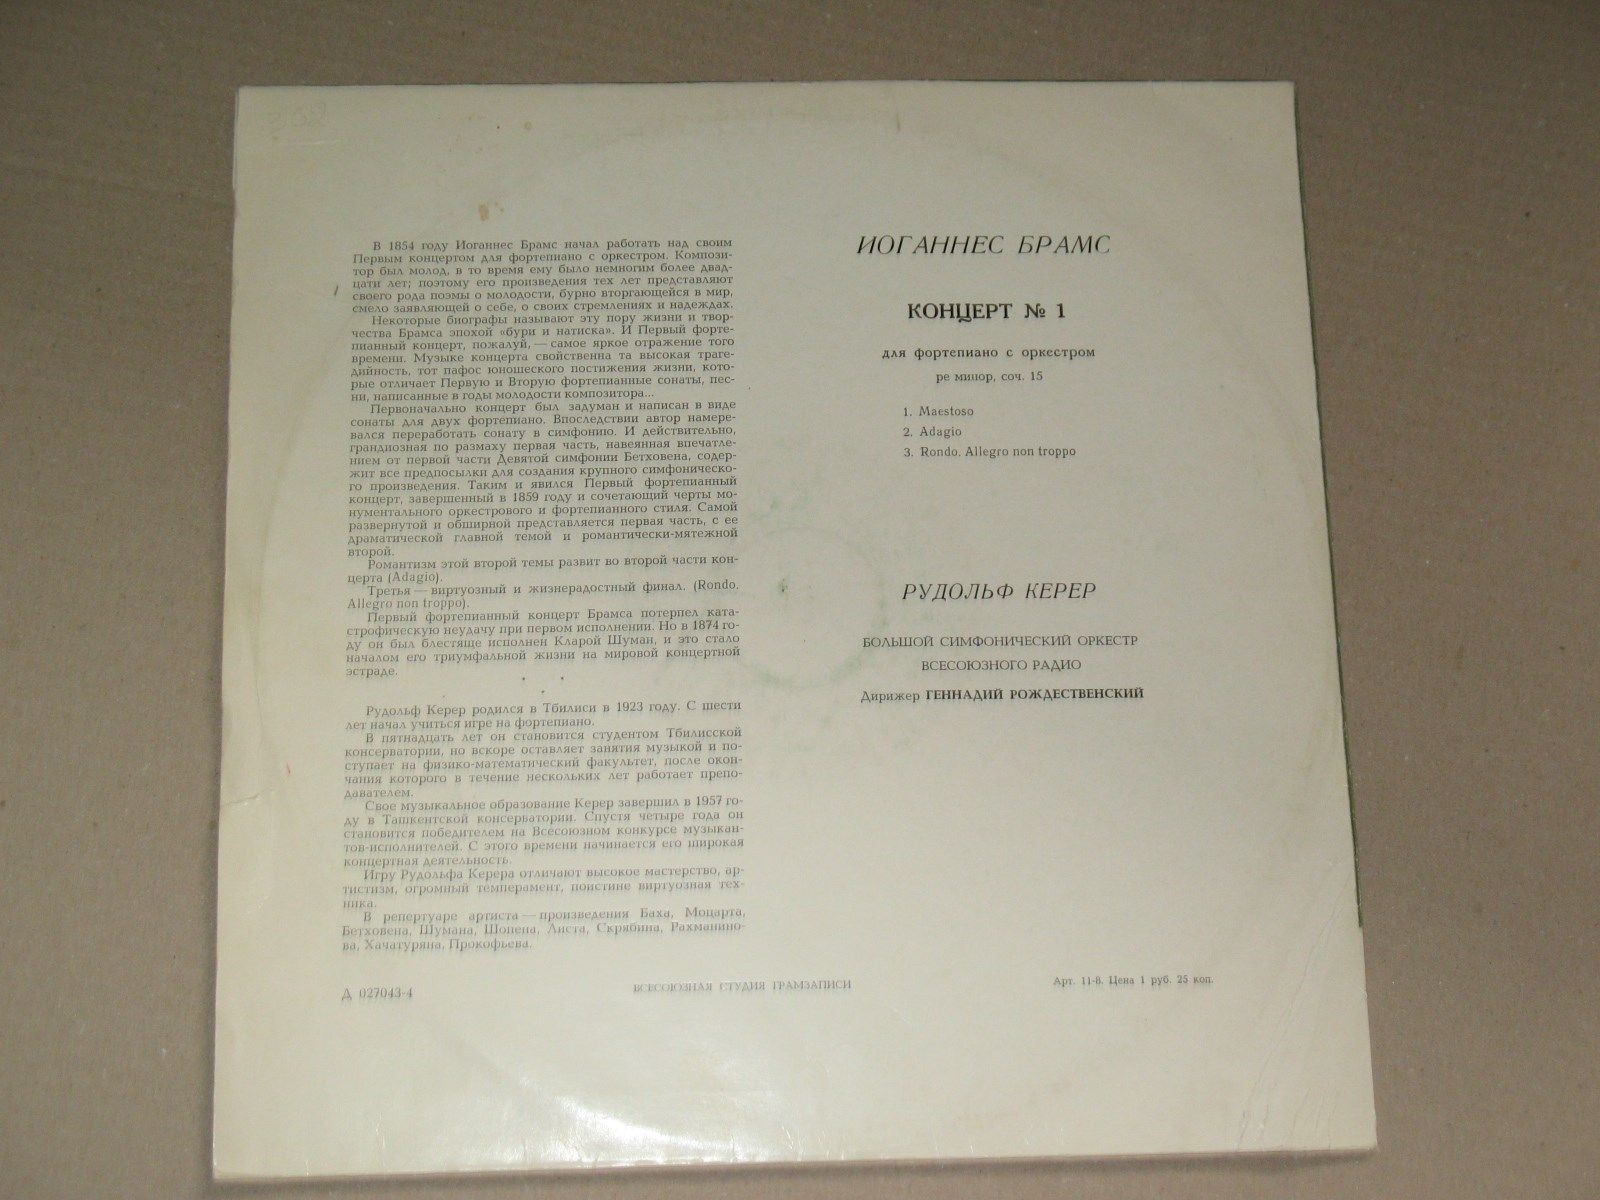 В 1854 году Иоганнес Брамс начал работать над своим
Первым концертом для фортепиано с оркестром. Компози-
тор был молод, в то время ему было немногим более двад-
цати лет; поэтому его произведения тех лет представляют
своего рода поэмы о молодости, бурно вторгающейся в мир,
смело заявляющей о себе, о своих стремлениях и надеждах.
Некоторые биографы называют эту пору жизни и твор-
чества Брамса эпохой «бури и натиска». И Первый форте-
пианный концерт, пожалуй, — самое яркое отражение того
времени. Музыке концерта свойственна та высокая траге-
дийность, тот пафос юношеского постижения жизни, кото-
рые отличает Первую и Вторую фортепианные сонаты, пес-
ни, написанные в годы молодости композитора...
Первоначально концерт был задуман и написан в виде
сонаты для двух фортепиано. Впоследствии автор намере-
вался переработать сонату в симфонию. И действительно,
грандиозная по размаху первая часть, навеянная впечатле-
нием от первой части Девятой симфонии Бетховена, содер-
жит все предпосылки для создания крупного симфоническо-
го произведения. Таким и явился Первый фортепианный
концерт, завершенный в 1859 году и сочетающий черты мо-
нументального оркестрового и фортепианного стиля. Самой
развернутой и обширной представляется первая часть, с ее
драматической главной темой и романтически-мятежной
второй.
Романтизм этой второй темы развит во второй части кон-
церта (Adagio).
Третья — виртуозный и жизнерадостный финал. (Rondo.
Allegro non troppo).
Первый фортепианный концерт Брамса потерпел ката-
строфическую неудачу при первом исполнении. Но в 1874 го-
ду он был блестяще исполнен Кларой Шуман, и это стало
началом его триумфальной жизни на мировой концертной
эстраде.
Рудольф Керер родился в Тбилиси в 1923 году. С шести
лет начал учиться игре на фортепиано.
В пятнадцать лет он становится студентом Тбилисской
консерватории, но вскоре оставляет занятия музыкой и по-
ступает на физико-математический факультет, после окон-
чания которого в течение нескольких лет работает препо-
давателем.
Свое музыкальное образование Керер завершил в 1957 го-
ду в Ташкентской консерватории. Спустя четыре года он
становится победителем на Всесоюзном конкурсе музыкан-
тов-исполнителей. С этого времени начинается его широкая
концертная деятельность.
Игру Рудольфа Керера отличают высокое мастерство, ар-
тистизм, огромный темперамент, поистине виртуозная тех-
ника.
В репертуаре артиста — произведения Баха, Моцарта,
Бетховена, Шумана, Шопена, Листа, Скрябина, Рахманино-
ва, Хачатуряна, Прокофьева.
ИОГАННЕС БРАМС
КОНЦЕРТ № 1
для фортепиано с оркестром
ре минор, соч. 15
1. Maestoso
2. Adagio
3. Rondo. Allegro non troppo
РУДОЛЬФ КЕРЕР
БОЛЬШОЙ СИМФОНИЧЕСКИЙ ОРКЕСТР
ВСЕСОЮЗНОГО РАДИО
Дирижер ГЕННАДИЙ РОЖДЕСТВЕНСКИЙ
Д 027043-4
ВСЕСОЮЗНАЯ СТУДИЯ ГРАМЗАПИСИ
Арт. 11-8. Цена 1 руб. 25 коп.